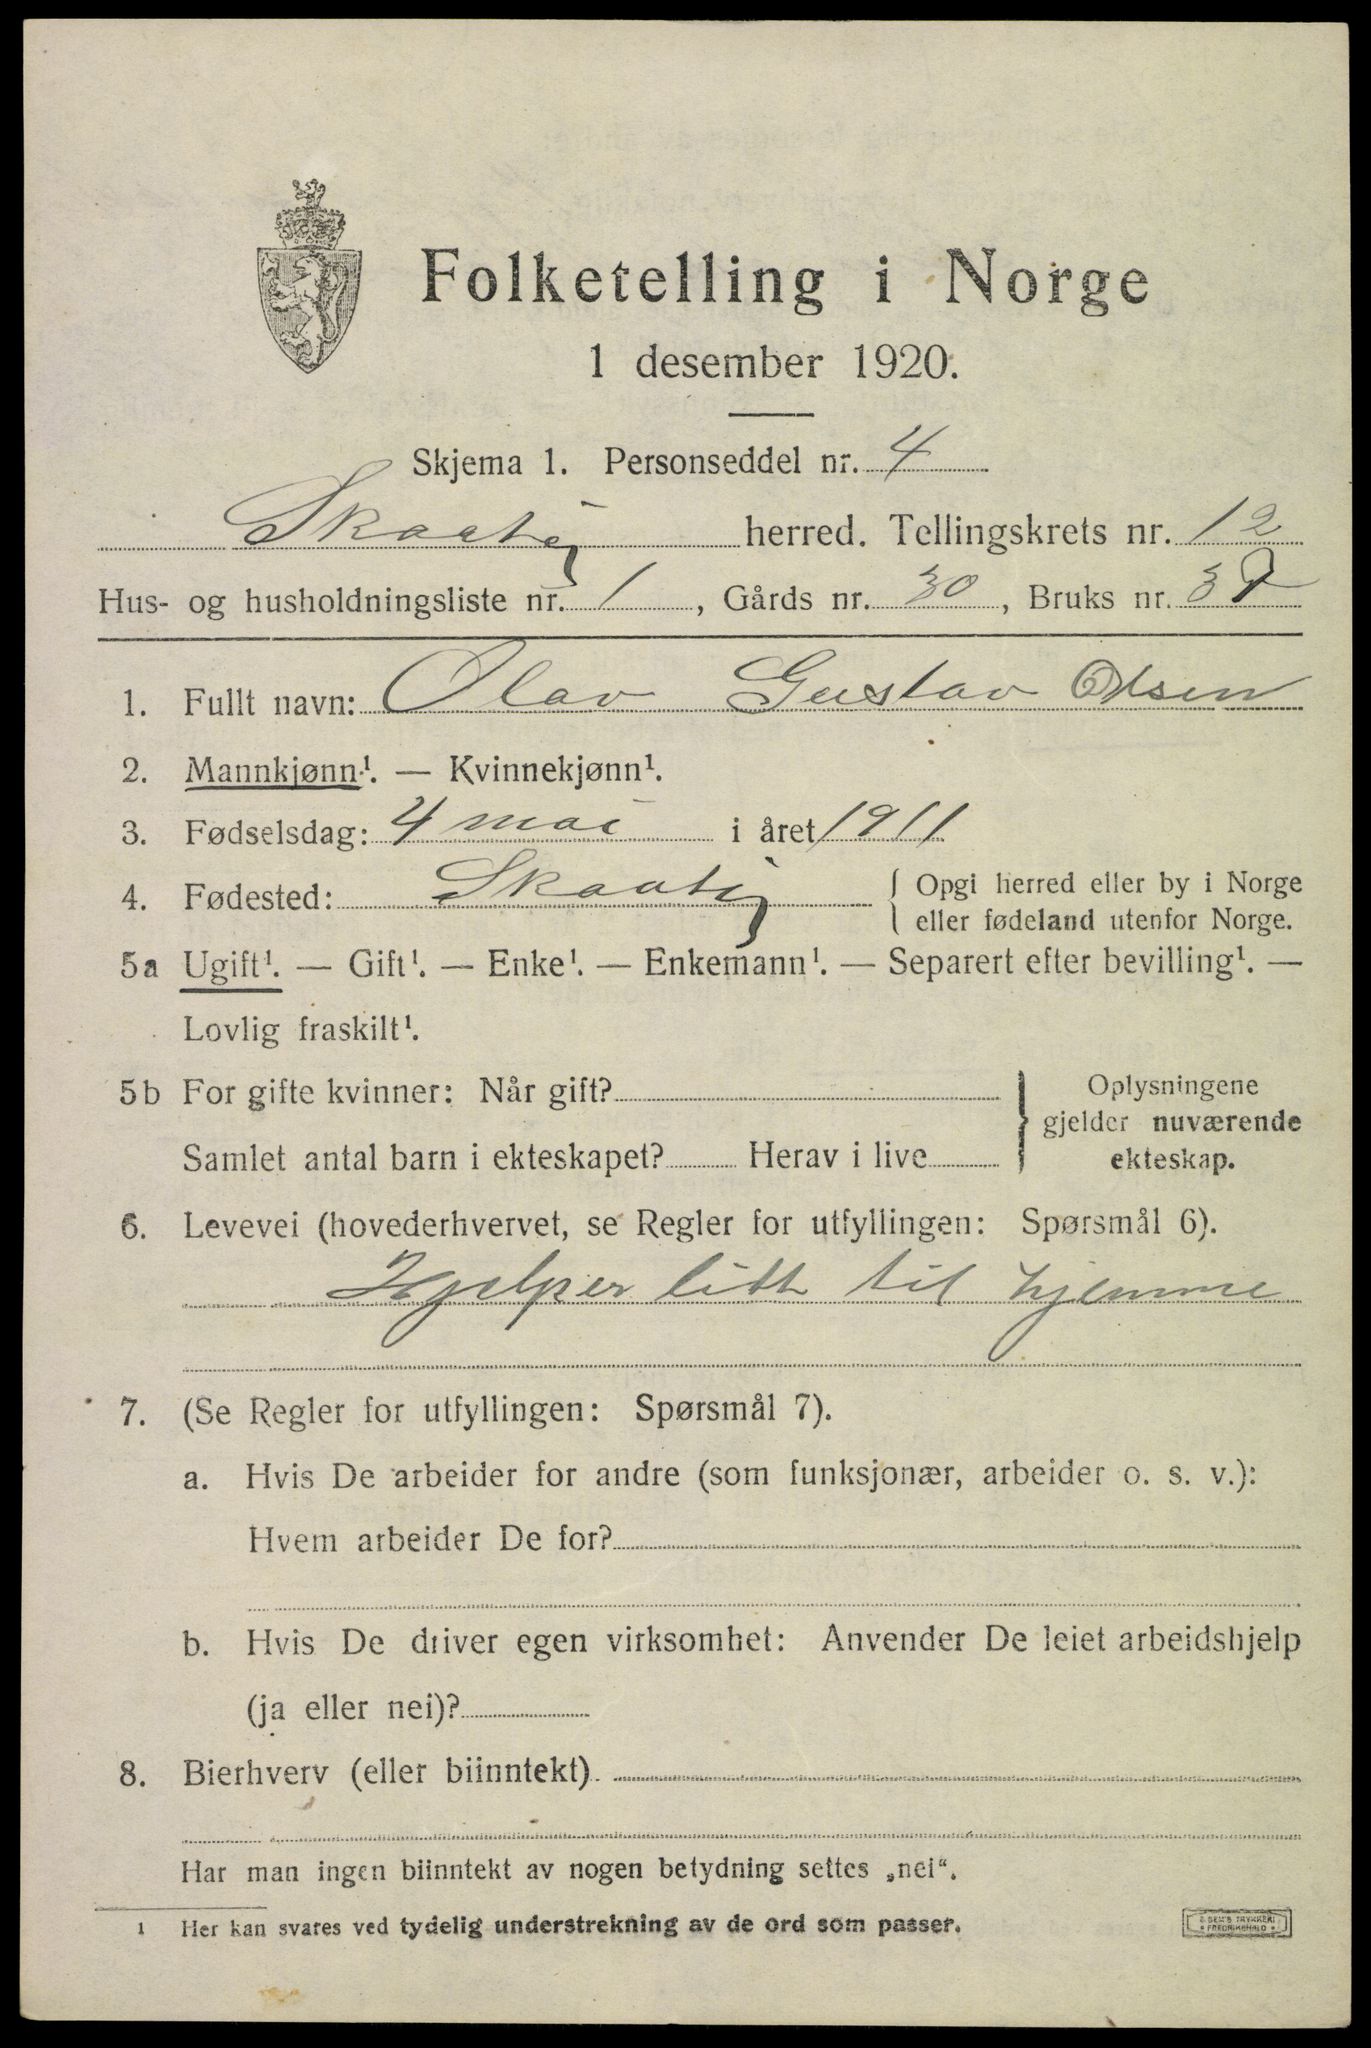 Folketelling i Norge
1 desember 1920.
Skjema 1. Personseddel nr. 4
Skaatøy herred. Tellingskrets nr. 12
Hus- og husholdningsliste nr. 1, Gårds nr. 30, Bruks nr. 37
1. Fullt navn: Olav Gustav Olsen
2. Mannkjønn¹. — Kvinnekjønn¹.
3. Fødselsdag: 4 mai i året 1911
4. Fødested: Skaatøy { Opgi herred eller by i Norge
eller fødeland utenfor Norge.
5a Ugift¹. — Gift¹. — Enke¹. — Enkemann¹. — Separert efter bevilling¹. —
Lovlig fraskilt¹.
5b For gifte kvinner: Når gift? } Oplysningene
gjelder nuværende
Samlet antal barn i ekteskapet? Herav i live ekteskap.
6. Levevei (hovederhvervet, se Regler for utfyllingen: Spørsmål 6).
Hjelper litt til hjemme
7. (Se Regler for utfyllingen: Spørsmål 7).
a. Hvis De arbeider for andre (som funksjonær, arbeider o. s. v.):
Hvem arbeider De for?
b. Hvis De driver egen virksomhet: Anvender De leiet arbeidshjelp
(ja eller nei)?
8. Bierhverv (eller biinntekt)
Har man ingen biinntekt av nogen betydning settes „nei“.
¹ Her kan svares ved tydelig understrekning av de ord som passer.
TRYKKERI
FREDRIKSHALD